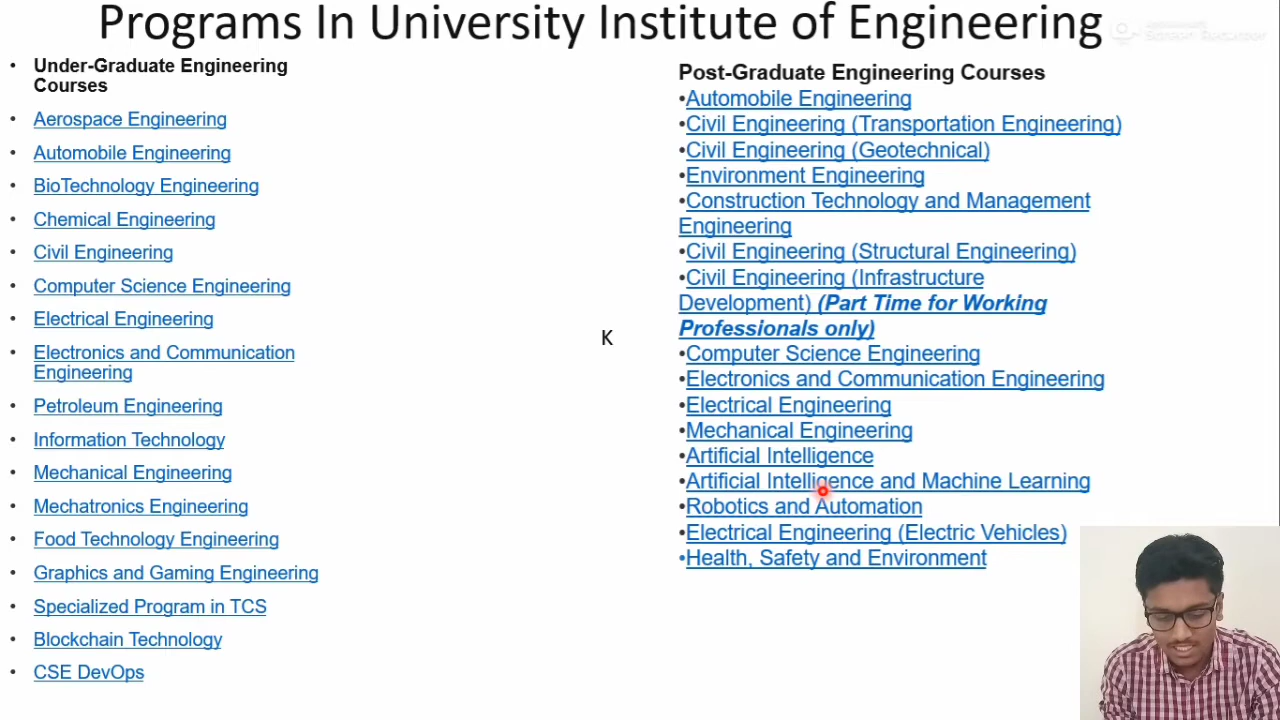 Programs In University Institute of Engineering
Under-Graduate Engineering
Courses
Aerospace Engineering
Automobile Engineering
BioTechnology Engineering
Chemical Engineering
Civil Engineering
Computer Science Engineering
Electrical Engineering
Electronics and Communication
Engineering
Petroleum Engineering
Information Technology
Mechanical Engineering
Mechatronics Engineering
Food Technology Engineering
Graphics and Gaming Engineering
Specialized Program in TCS
Blockchain Technology
CSE DevOps
K
Post-Graduate Engineering Courses
•Automobile Engineering
•Civil Engineering (Transportation Engineering)
•Civil Engineering (Geotechnical)
•Environment Engineering
•Construction Technology and Management
Engineering
•Civil Engineering (Structural Engineering)
•Civil Engineering (Infrastructure
Development) (Part Time for Working
Professionals only)
•Computer Science Engineering
•Electronics and Communication Engineering
•Electrical Engineering
•Mechanical Engineering
•Artificial Intelligence
•Artificial Intelligence and Machine Learning
•Robotics and Automation
•Electrical Engineering (Electric Vehicles)
•Health, Safety and Environment